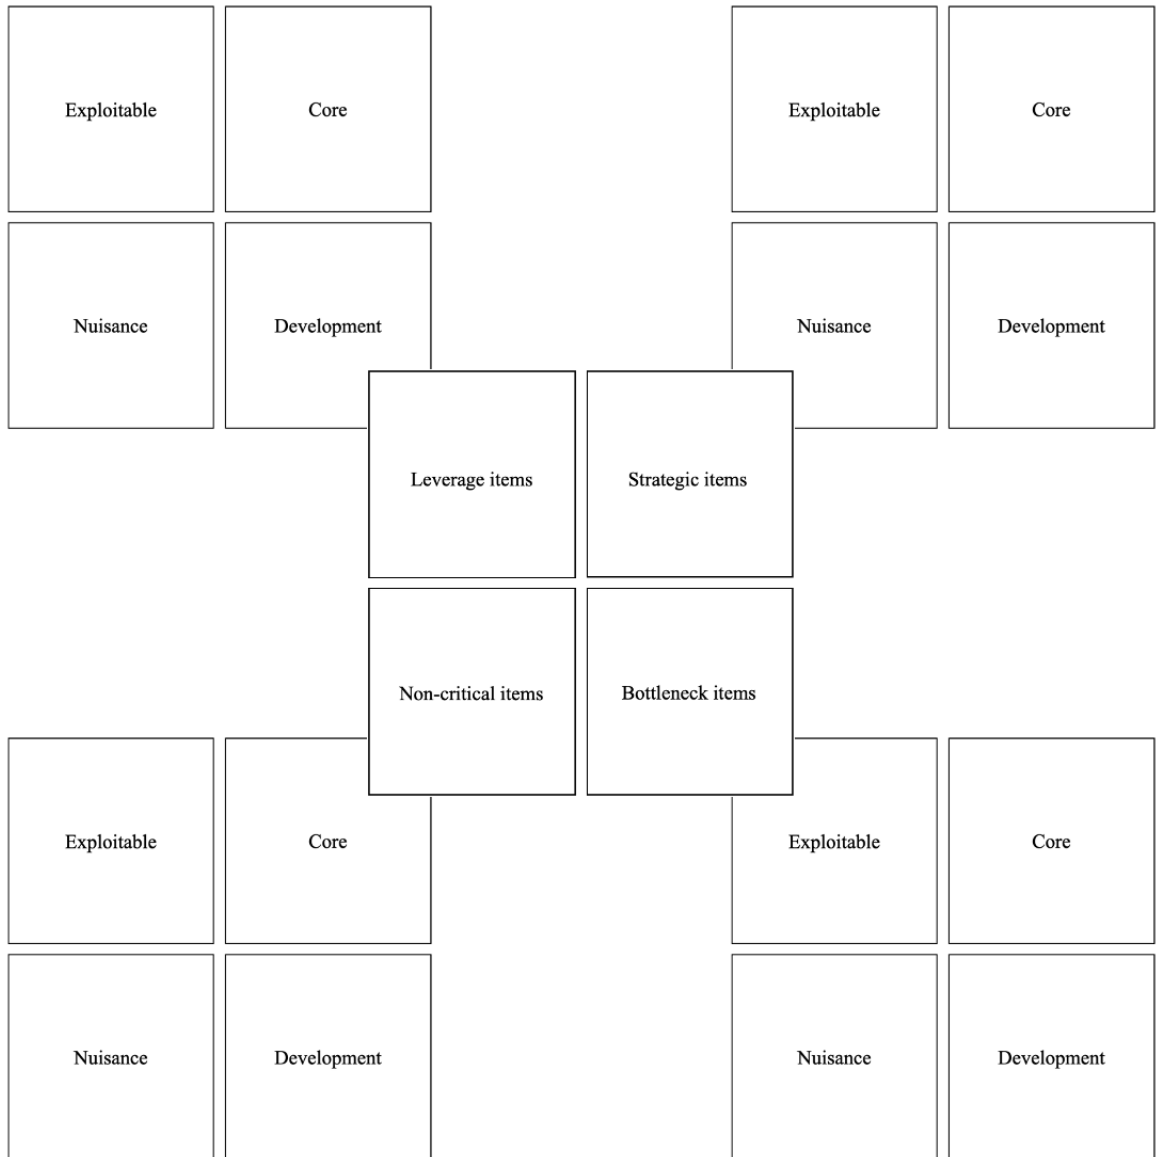 Exploitable
Core
Exploitable
Core
Nuisance
Development
Nuisance
Development
Leverage items
Strategic items
Non-critical items
Bottleneck items
Exploitable
Core
Exploitable
Core
Nuisance
Development
Nuisance
Development